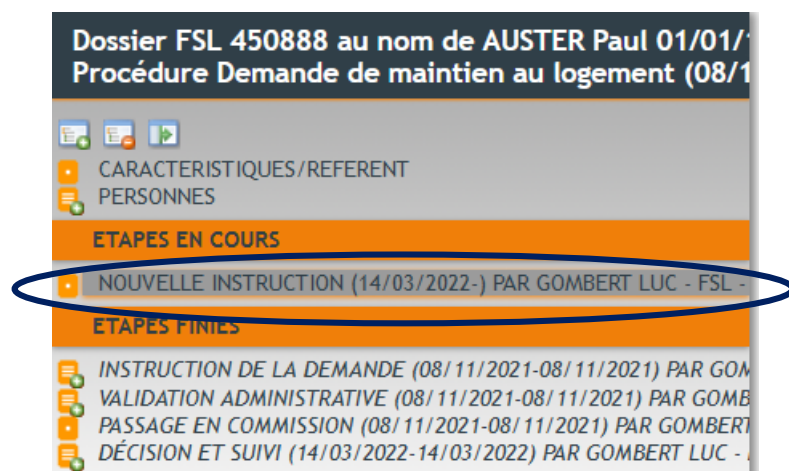 Dossier FSL 450888 au nom de AUSTER Paul 01/01/
Procédure Demande de maintien au logement (08/1
CARACTERISTIQUES/REFERENT
PERSONNES
ETAPES EN COURS
NOUVELLE INSTRUCTION (14/03/2022-) PAR GOMBERT LUC - FSL -
ETAPES FINIES
INSTRUCTION DE LA DEMANDE (08/11/2021-08/11/2021) PAR GOM
VALIDATION ADMINISTRATIVE (08/11/2021-08/11/2021) PAR GOMB
PASSAGE EN COMMISSION (08/11/2021-08/11/2021) PAR GOMBERT
DÉCISION ET SUIVI (14/03/2022-14/03/2022) PAR GOMBERT LUC -